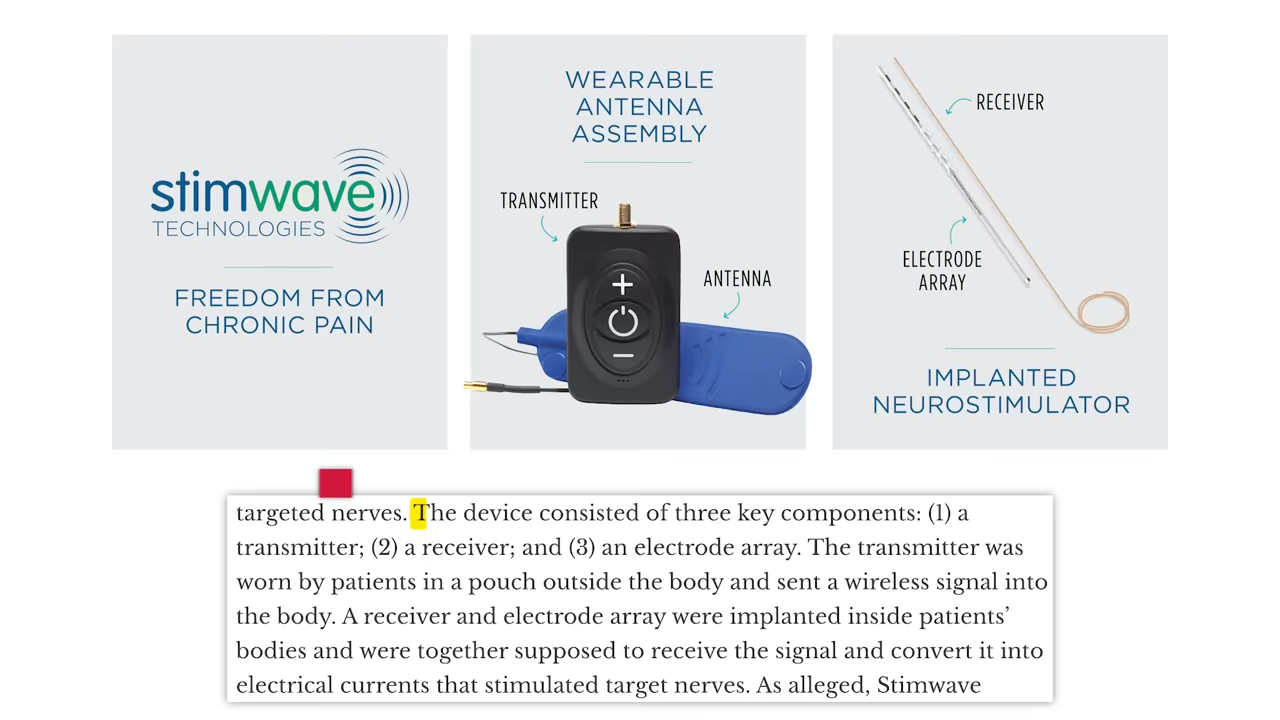 stimwave
TECHNOLOGIES
FREEDOM FROM
CHRONIC PAIN
WEARABLE
ANTENNA
ASSEMBLY
TRANSMITTER
ANTENNA
RECEIVER
ELECTRODE
ARRAY
IMPLANTED
NEUROSTIMULATOR
targeted nerves. The device consisted of three key components: (1) a
transmitter; (2) a receiver; and (3) an electrode array. The transmitter was
worn by patients in a pouch outside the body and sent a wireless signal into
the body. A receiver and electrode array were implanted inside patients’
bodies and were together supposed to receive the signal and convert it into
electrical currents that stimulated target nerves. As alleged, Stimwave